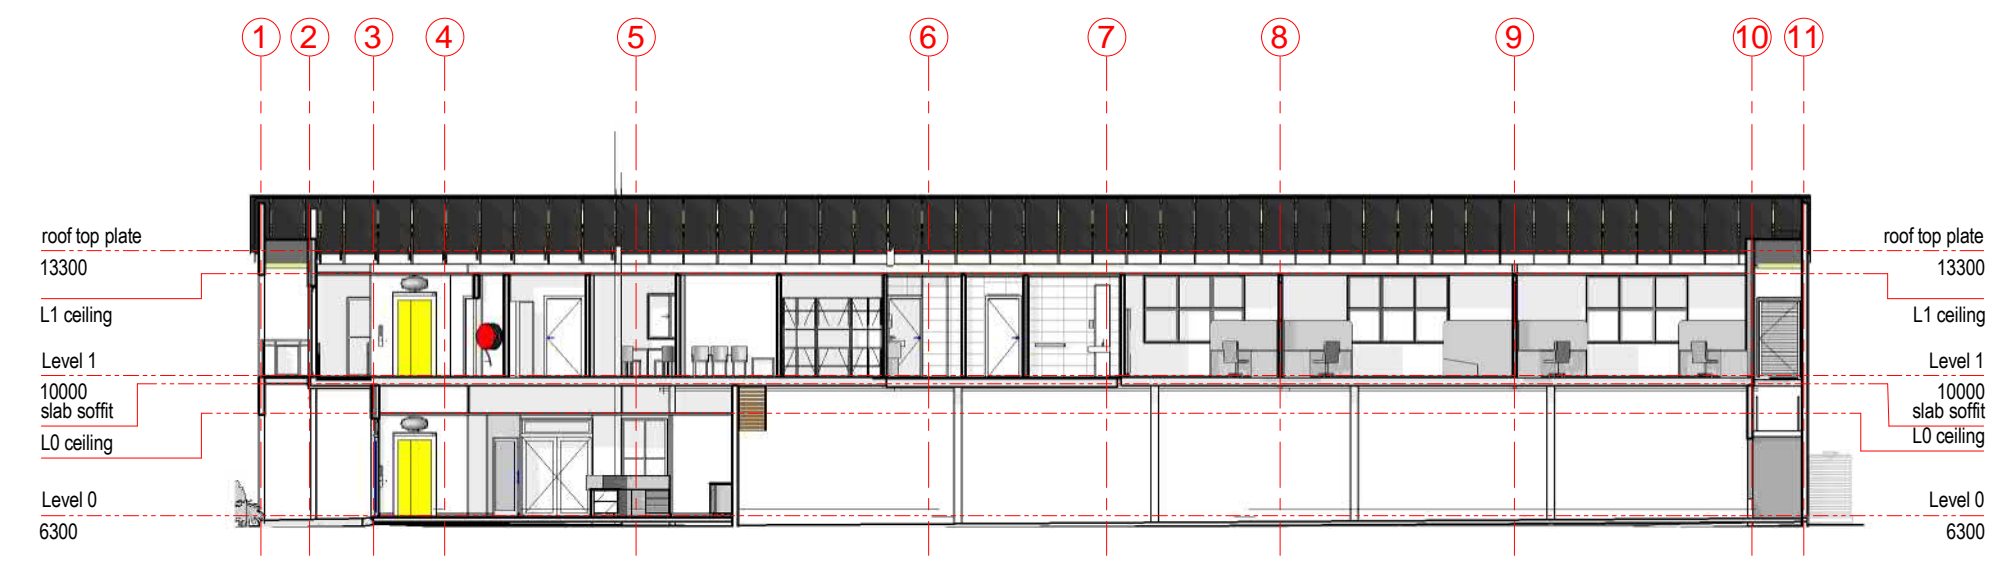 1 2 3 4 5 6 7 8 9 10 11
roof top plate
13300
L1 ceiling
Level 1
10000
slab soffit
L0 ceiling
Level 0
6300
roof top plate
13300
L1 ceiling
Level 1
10000
slab soffit
L0 ceiling
Level 0
6300